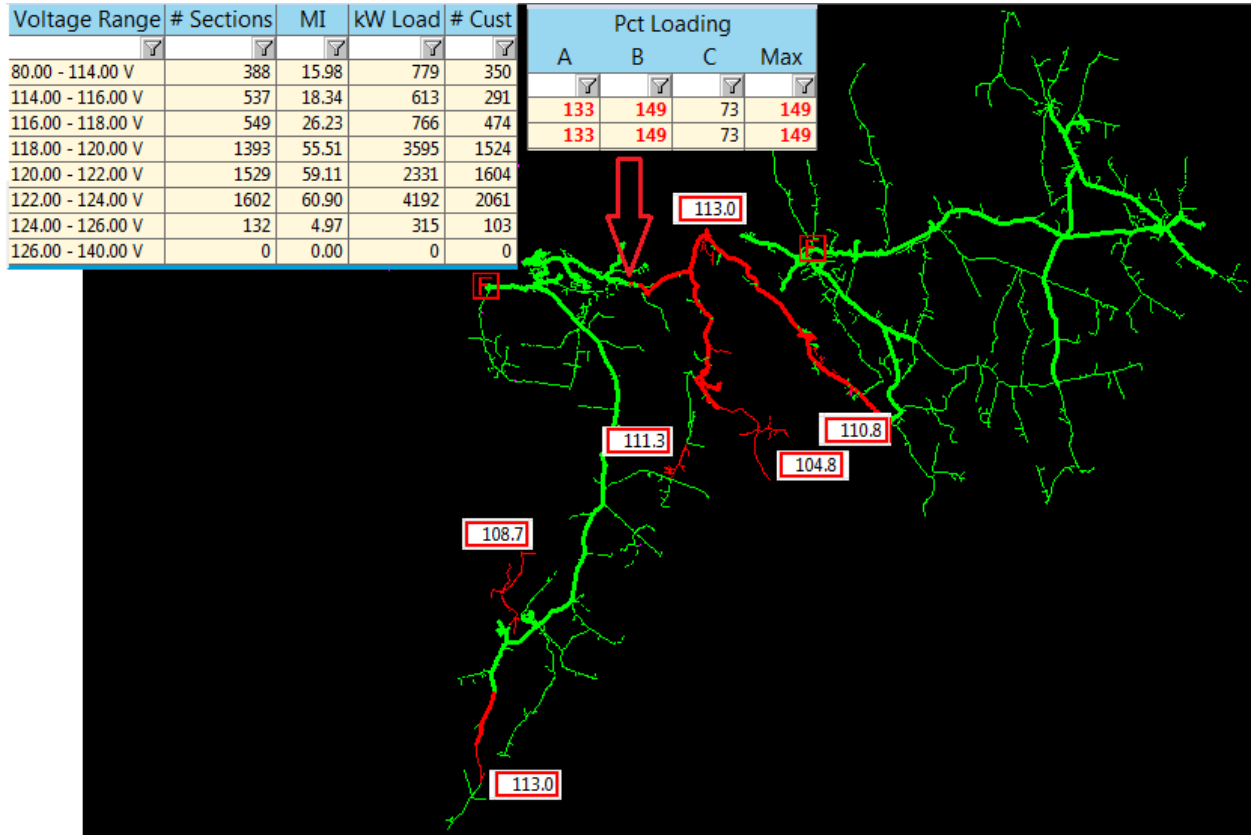 Voltage Range # Sections MI kW Load # Cust
80.00 - 114.00 V 388 15.98 779 350
114.00 - 116.00 V 537 18.34 613 291
116.00 - 118.00 V 549 26.23 766 474
118.00 - 120.00 V 1393 55.51 3595 1524
120.00 - 122.00 V 1529 59.11 2331 1604
122.00 - 124.00 V 1602 60.90 4192 2061
124.00 - 126.00 V 132 4.97 315 103
126.00 - 140.00 V 0 0.00 0 0
Pct Loading
A B C Max
133 149 73 149
133 149 73 149
113.0
F
F
111.3
110.8
104.8
108.7
113.0